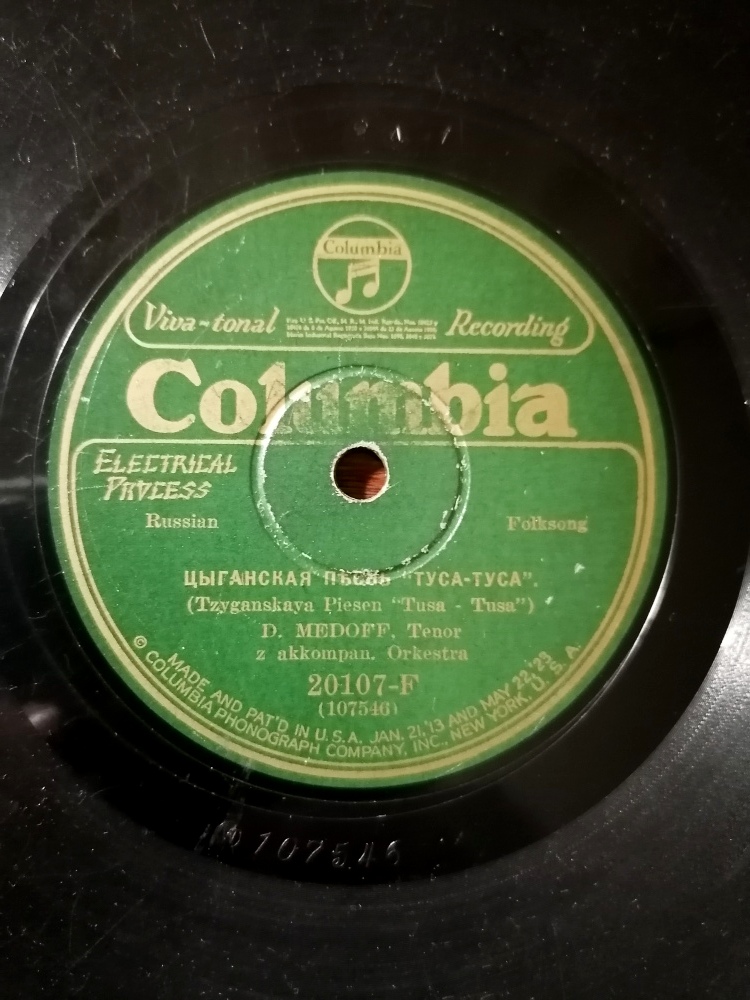 Columbia
Viva-tonal Recording
Columbia
ELECTRICAL
PROCESS
Russian Folksong
ЦЫГАНСКАЯ ПѢСНЬ "ТУСА-ТУСА".
(Tzyganskaya Piesen "Tusa - Tusa")
D. MEDOFF, Tenor
z akkompan. Orkestra
20107-F
(107546)
MADE AND PAT'D IN U.S.A. JAN. 21, '13 AND MAY 22, '23
© COLUMBIA PHONOGRAPH COMPANY, INC., NEW YORK, U.S.A.
107546